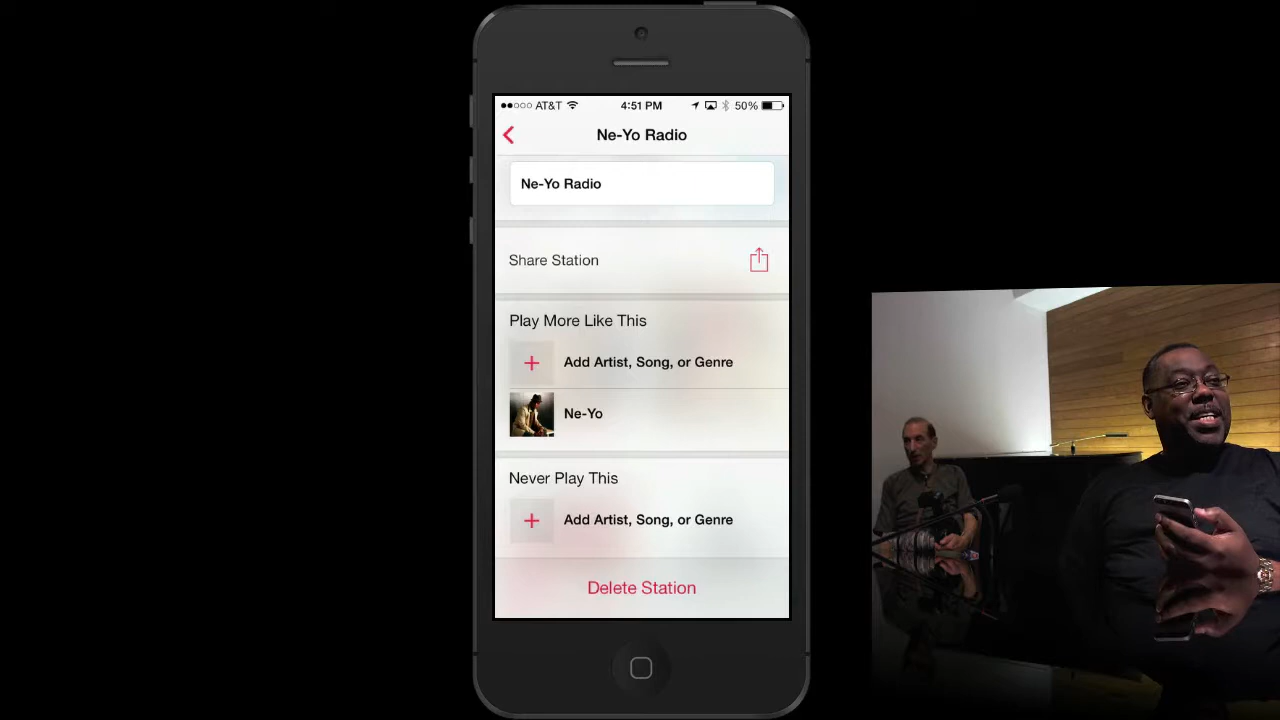 AT&T 4:51 PM 50%
Ne-Yo Radio
Ne-Yo Radio
Share Station
Play More Like This
Add Artist, Song, or Genre
Ne-Yo
Never Play This
Add Artist, Song, or Genre
Delete Station